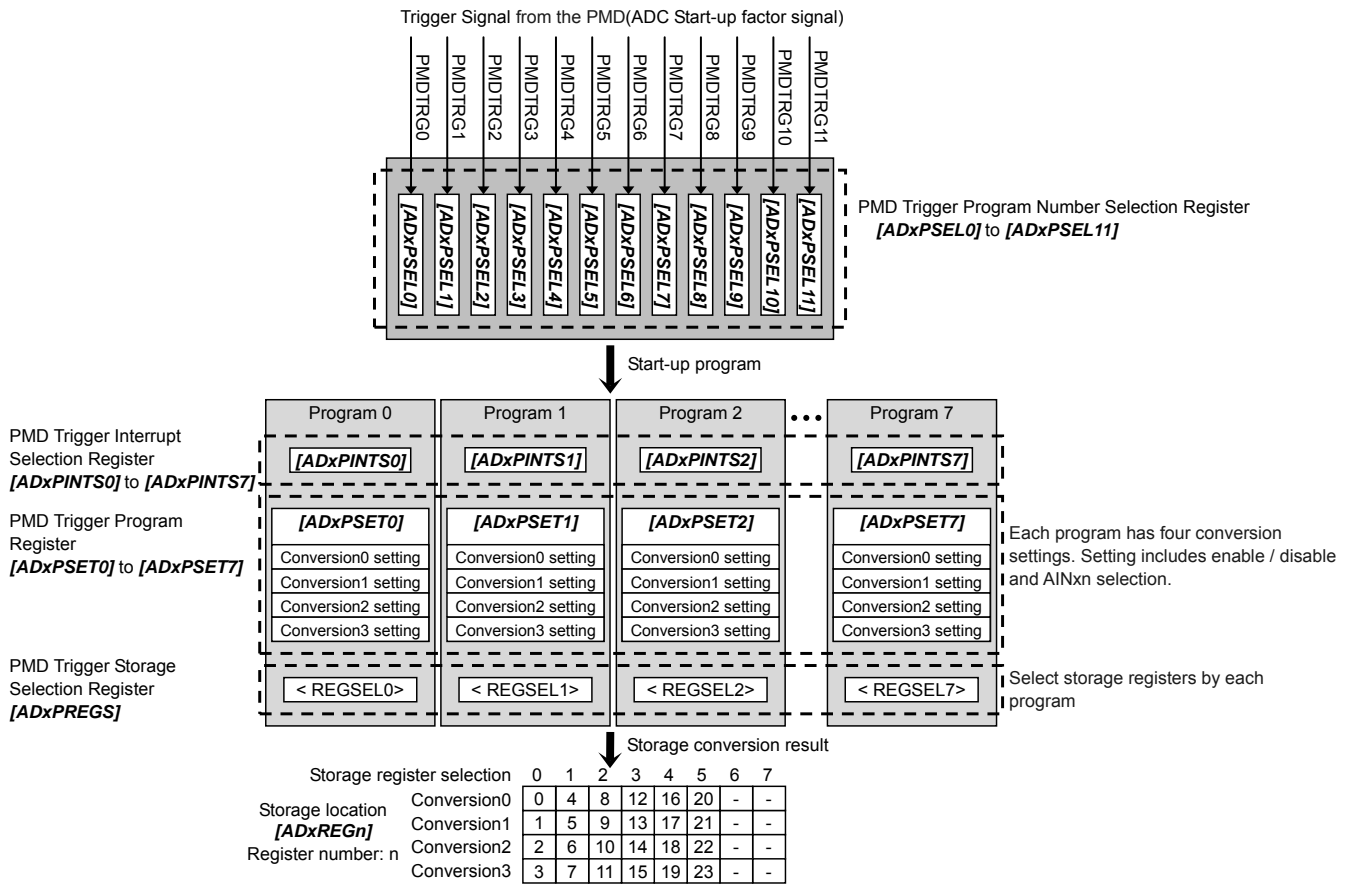 Trigger Signal from the PMD(ADC Start-up factor signal)
PMDTRG0
PMDTRG1
PMDTRG2
PMDTRG3
PMDTRG4
PMDTRG5
PMDTRG6
PMDTRG7
PMDTRG8
PMDTRG9
PMDTRG10
PMDTRG11
[ADxPSEL0]
[ADxPSEL1]
[ADxPSEL2]
[ADxPSEL3]
[ADxPSEL4]
[ADxPSEL5]
[ADxPSEL6]
[ADxPSEL7]
[ADxPSEL8]
[ADxPSEL9]
[ADxPSEL10]
[ADxPSEL11]
PMD Trigger Program Number Selection Register
[ADxPSEL0] to [ADxPSEL11]
Start-up program
Program 0 Program 1 Program 2 ••• Program 7
PMD Trigger Interrupt
Selection Register
[ADxPINTS0] to [ADxPINTS7]
[ADxPINTS0] [ADxPINTS1] [ADxPINTS2] [ADxPINTS7]
PMD Trigger Program
Register
[ADxPSET0] to [ADxPSET7]
[ADxPSET0] [ADxPSET1] [ADxPSET2] [ADxPSET7]
Conversion0 setting Conversion0 setting Conversion0 setting Conversion0 setting
Conversion1 setting Conversion1 setting Conversion1 setting Conversion1 setting
Conversion2 setting Conversion2 setting Conversion2 setting Conversion2 setting
Conversion3 setting Conversion3 setting Conversion3 setting Conversion3 setting
Each program has four conversion
settings. Setting includes enable / disable
and AINxn selection.
PMD Trigger Storage
Selection Register
[ADxPREGS]
< REGSEL0> < REGSEL1> < REGSEL2> < REGSEL7>
Select storage registers by each
program
Storage conversion result
Storage register selection 0 1 2 3 4 5 6 7
Storage location
[ADxREGn]
Register number: n
Conversion0 0 4 8 12 16 20 - -
Conversion1 1 5 9 13 17 21 - -
Conversion2 2 6 10 14 18 22 - -
Conversion3 3 7 11 15 19 23 - -